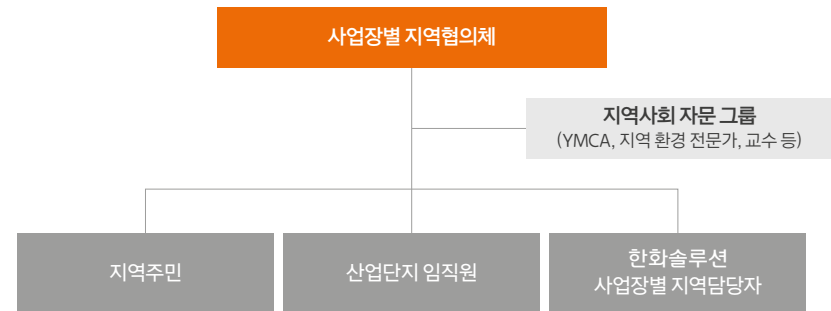 사업장별 지역협의체
지역사회 자문 그룹
(YMCA, 지역 환경 전문가, 교수 등)
지역주민
산업단지 임직원
한화솔루션
사업장별 지역담당자